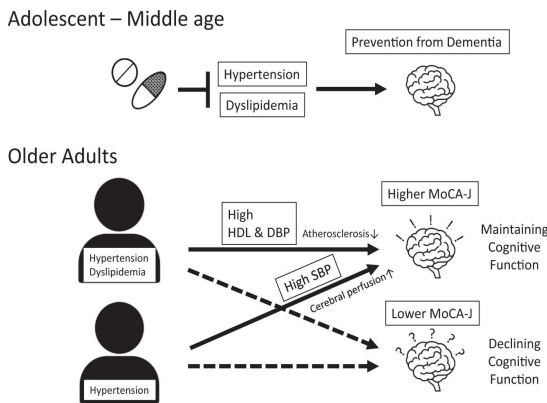 Adolescent – Middle age
Prevention from Dementia
Hypertension
Dyslipidemia
Older Adults
Higher MoCA-J
High
HDL & DBP
Atherosclerosis↓
Maintaining
Cognitive
Function
Hypertension
Dyslipidemia
High SBP
Cerebral perfusion↑
Lower MoCA-J
? ? ? ? ?
Declining
Cognitive
Function
Hypertension